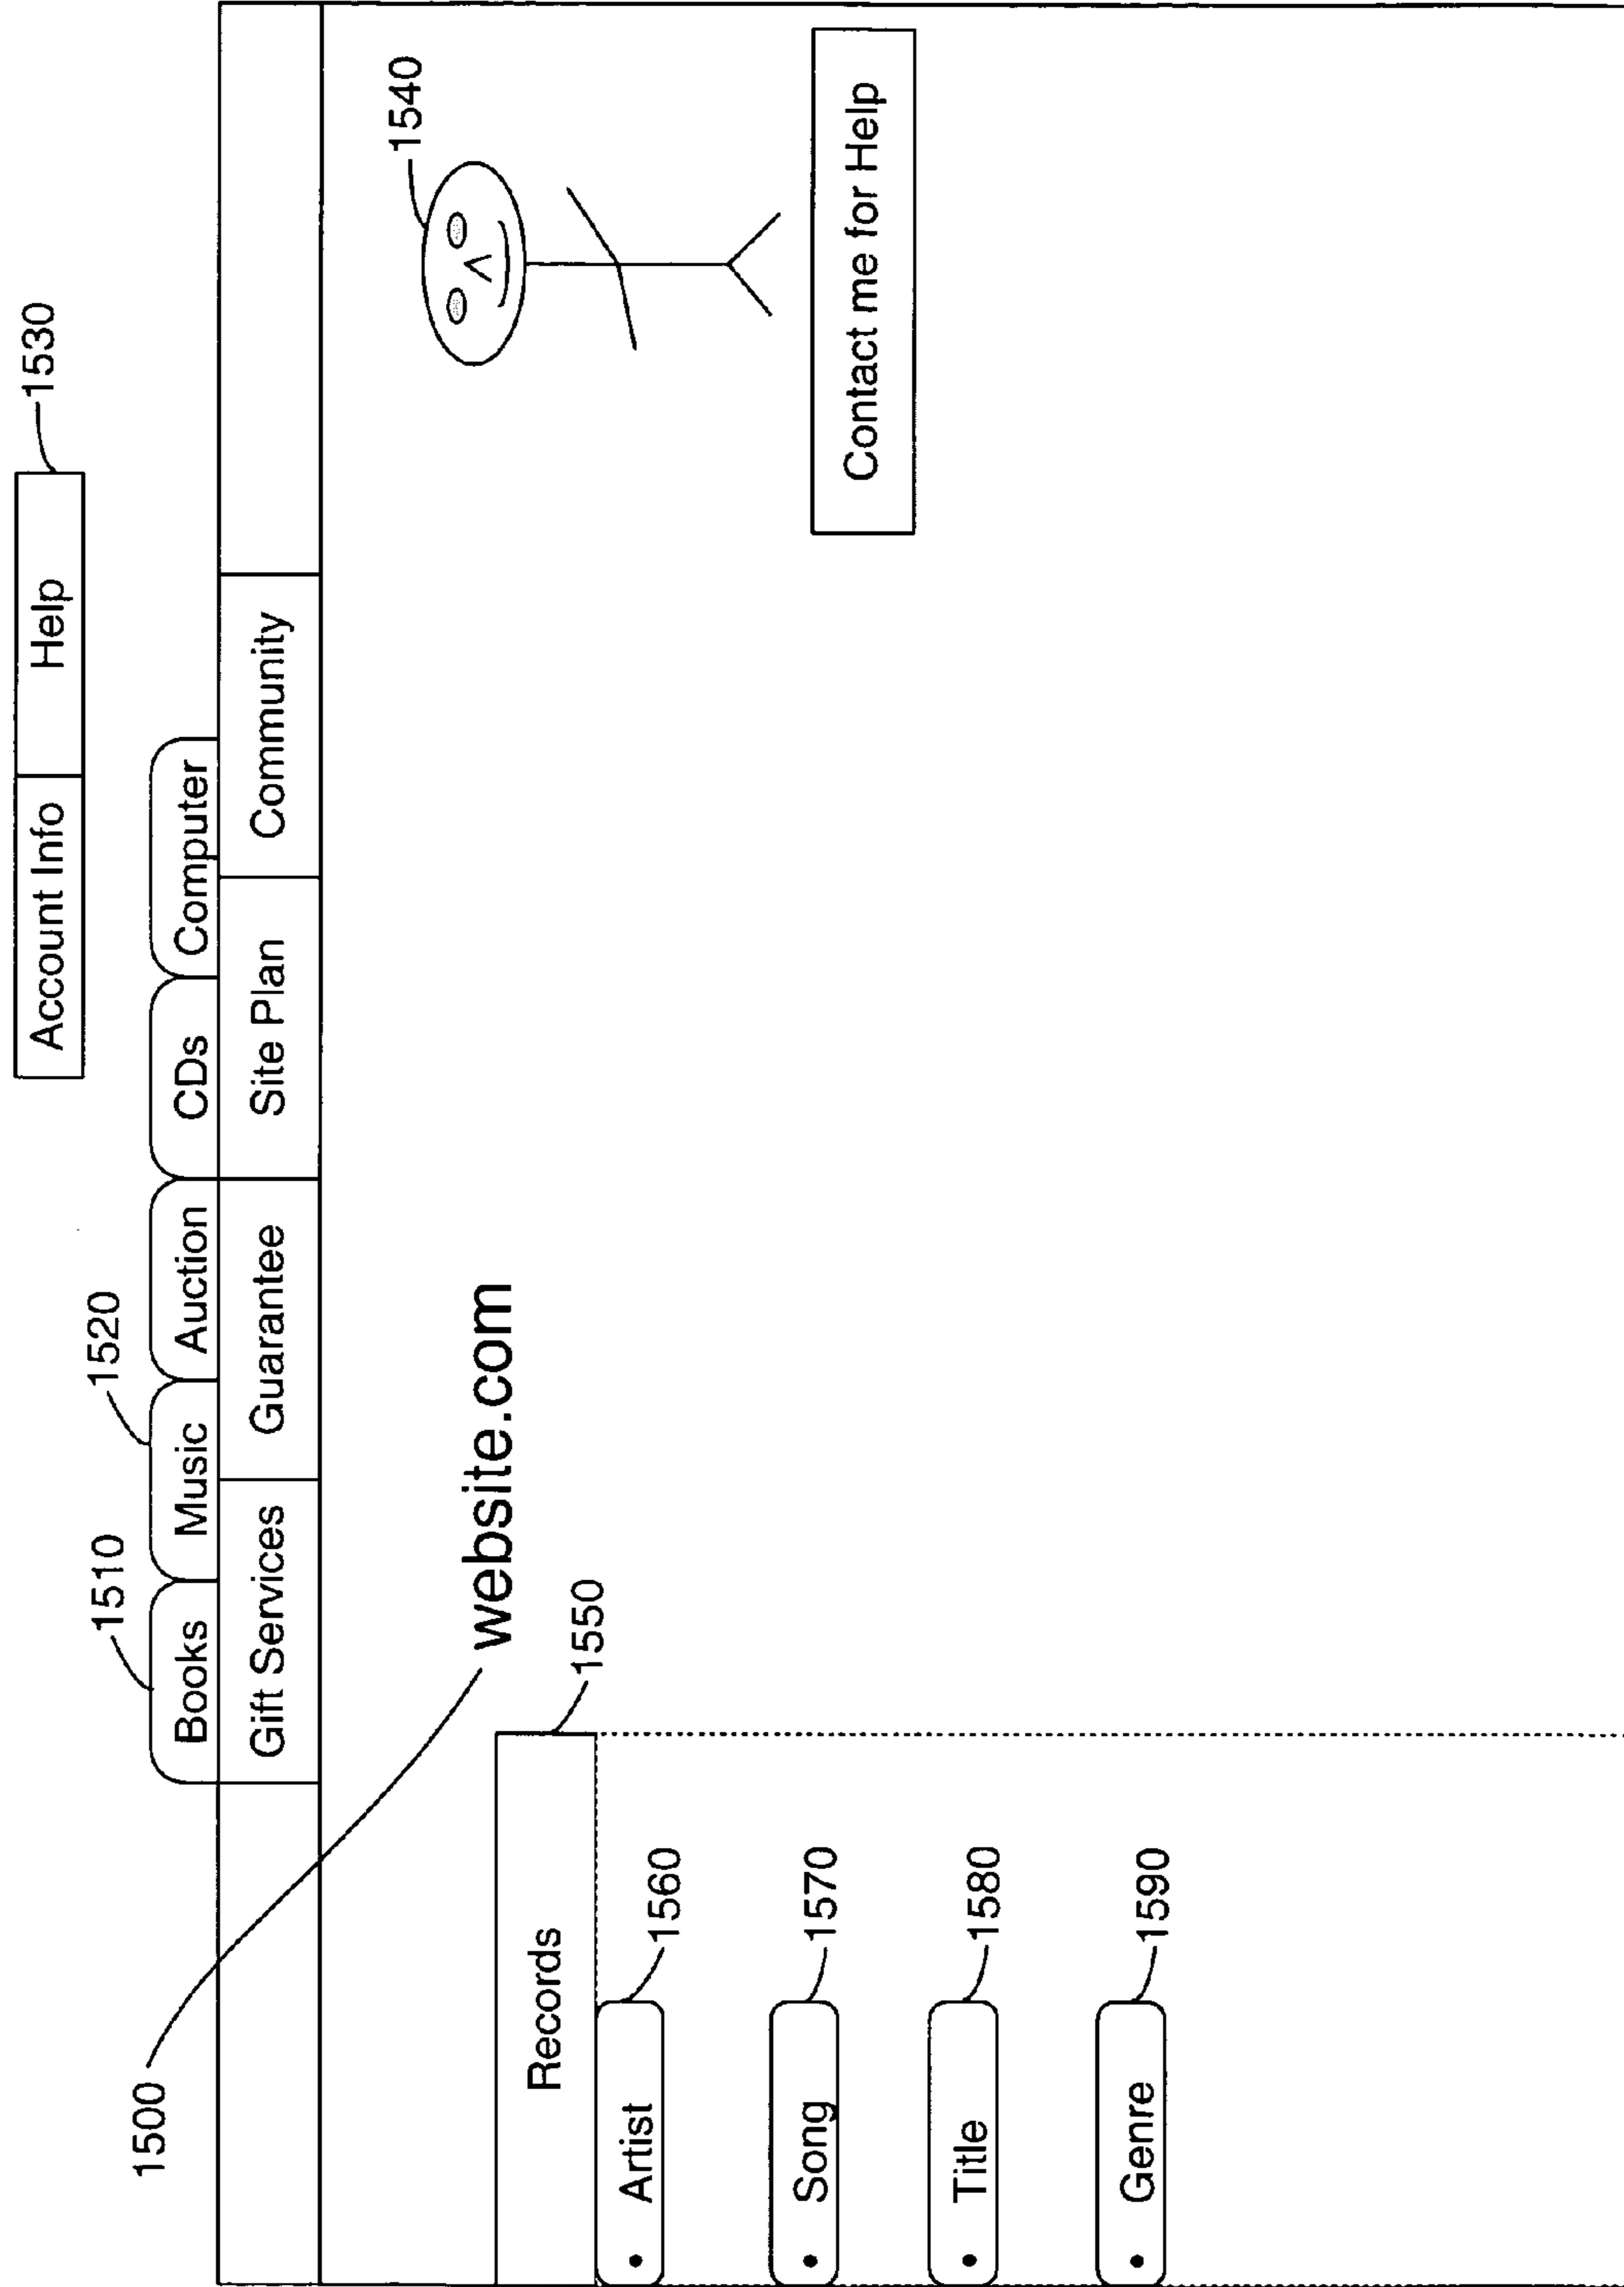 Account Info Help 1530
1510 1520
Books Music Auction CDs Computer
Gift Services Guarantee Site Plan Community
1500
1540
website.com
Records 1550
Artist 1560
Song 1570
Title 1580
Genre 1590
Contact me for Help